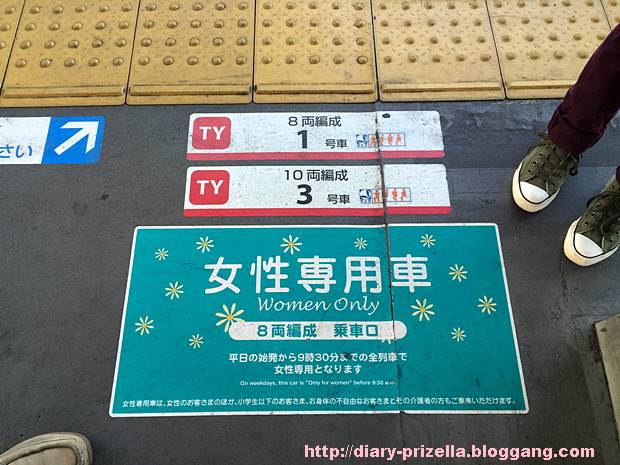 さい
TY
8両編成
1号車
TY
10両編成
3号車
女性専用車
Women Only
8両編成 乗車口
平日の始発から9時30分までの全列車で
女性専用となります
On weekdays, this car is "Only for women" before 9:30 a.m.
女性専用車は、女性のお客さまのほか、小学生以下のお客さま、お身体の不自由なお客さまとその介護者の方もご乗車いただけます。
http://diary-prizella.bloggang.com